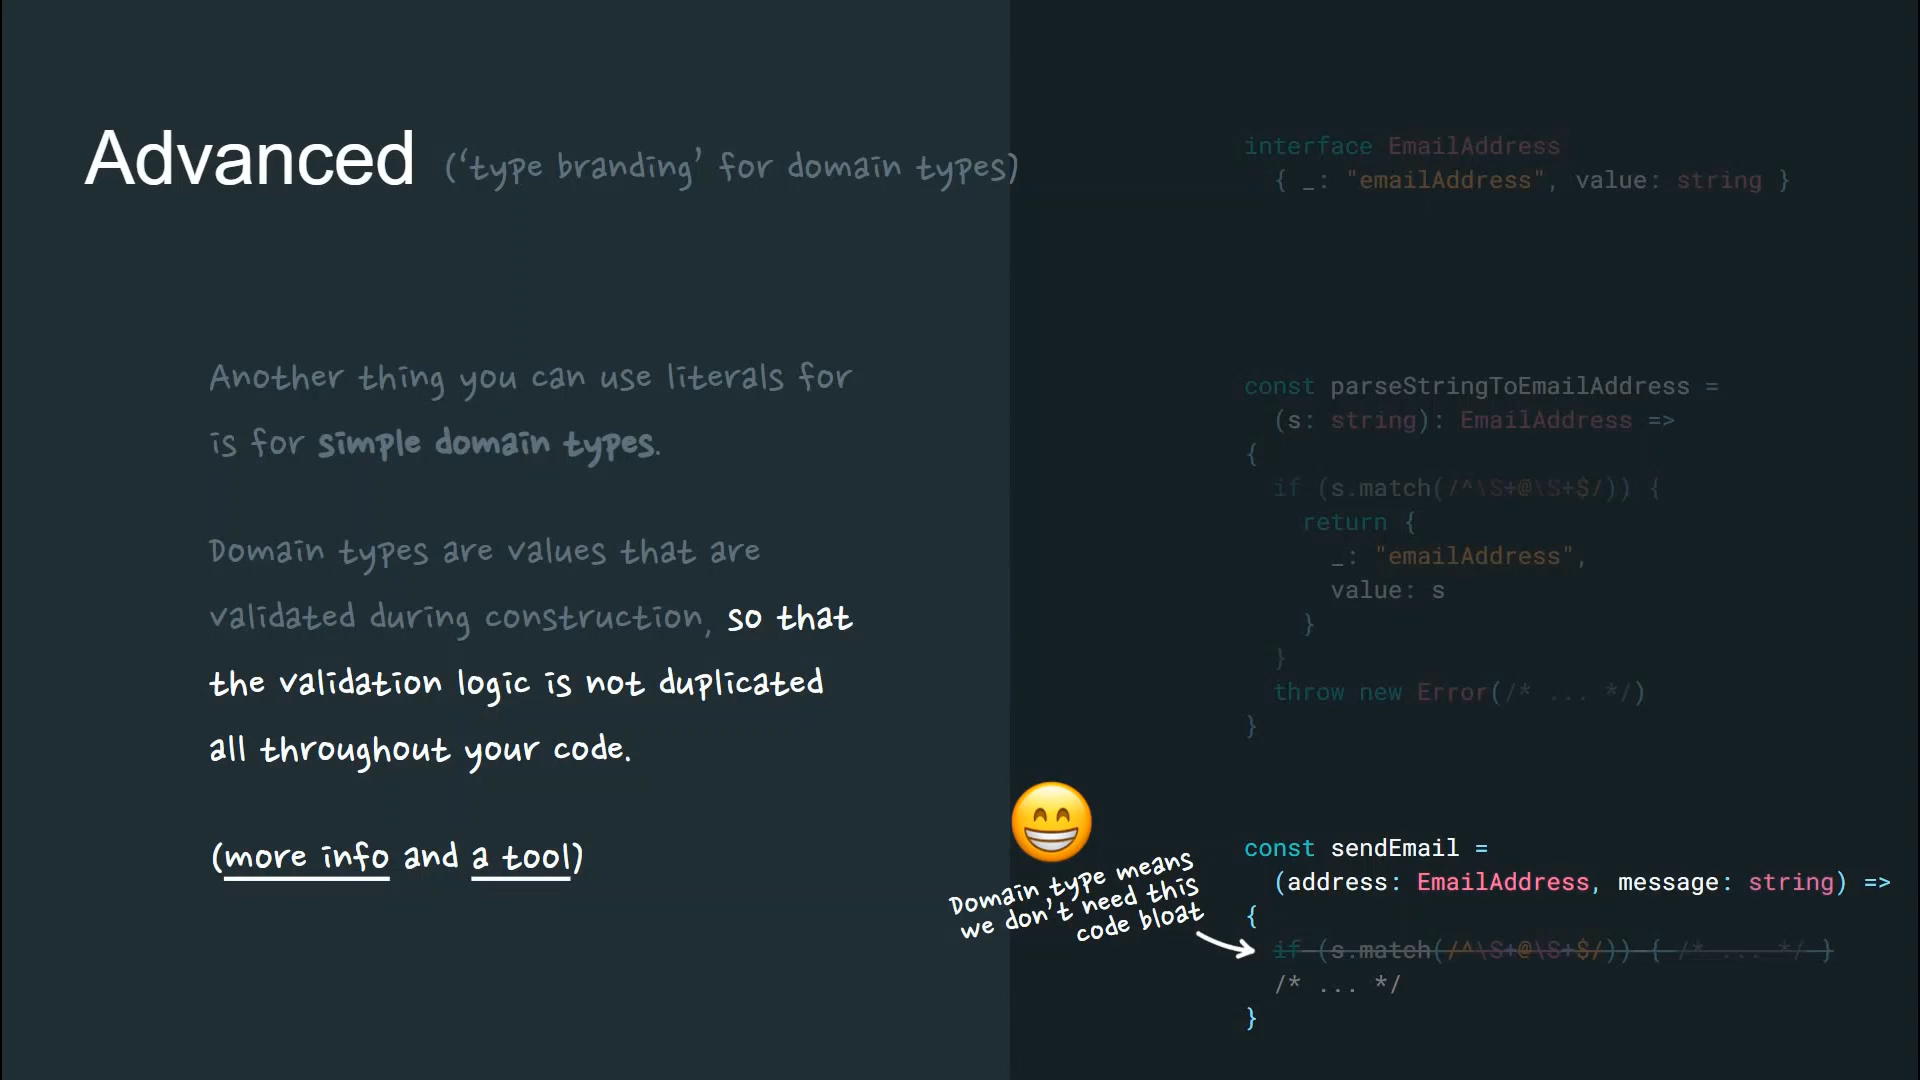 Advanced (‘type branding’ for domain types)
Another thing you can use literals for
is for simple domain types.
Domain types are values that are
validated during construction, so that
the validation logic is not duplicated
all throughout your code.
(more info and a tool)
interface EmailAddress
{ _: "emailAddress", value: string }
const parseStringToEmailAddress =
(s: string): EmailAddress =>
{
if (s.match(/^\S+@\S+$/)) {
return {
_: "emailAddress",
value: s
}
}
throw new Error(/* ... */)
}
Domain type means
we don't need this
code bloat
const sendEmail =
(address: EmailAddress, message: string) =>
{
if (s.match(/^\S+@\S+$/)) { /* ... */ }
/* ... */
}